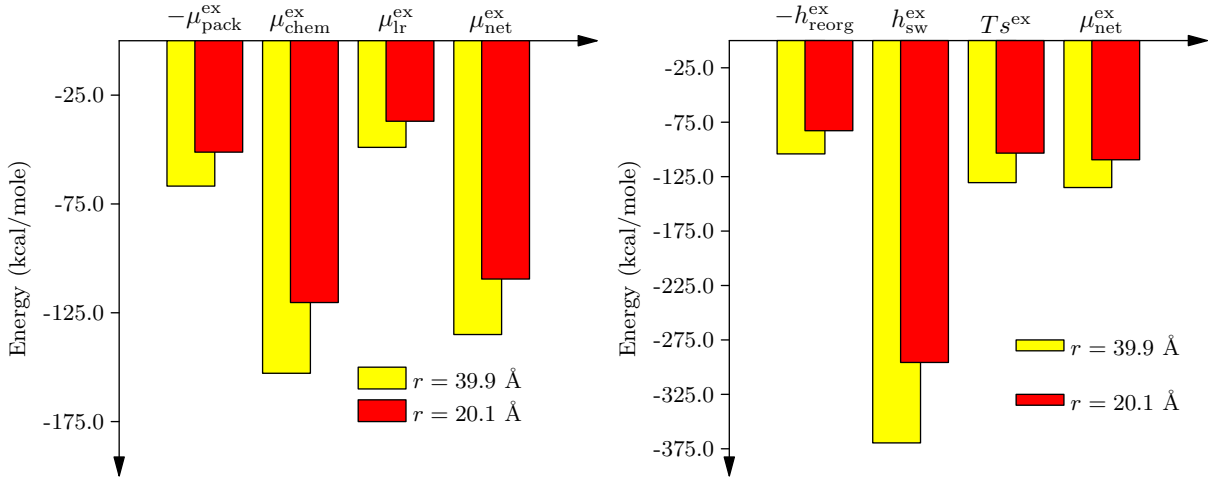 −μ^ex_pack μ^ex_chem μ^ex_lr μ^ex_net
-25.0
-75.0
-125.0
-175.0
Energy (kcal/mole)
r = 39.9 Å
r = 20.1 Å
−h^ex_reorg h^ex_sw Ts^ex μ^ex_net
-25.0
-75.0
-125.0
-175.0
-225.0
-275.0
-325.0
-375.0
Energy (kcal/mole)
r = 39.9 Å
r = 20.1 Å